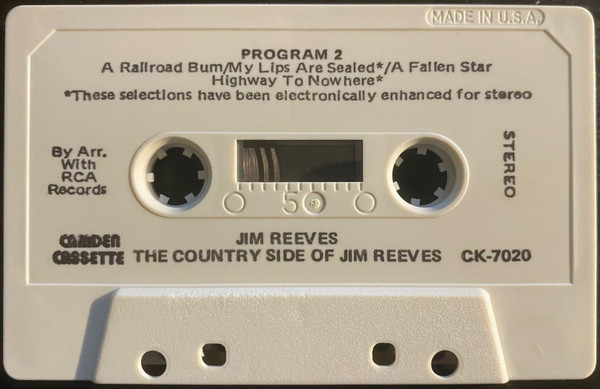 MADE IN U.S.A.
PROGRAM 2
A Railroad Bum/My Lips Are Sealed*/A Fallen Star
Highway To Nowhere*
*These selections have been electronically enhanced for stereo
By Arr.
With
RCA
Records
STEREO
50
JIM REEVES
CAMDEN
CASSETTE
THE COUNTRY SIDE OF JIM REEVES CK-7020